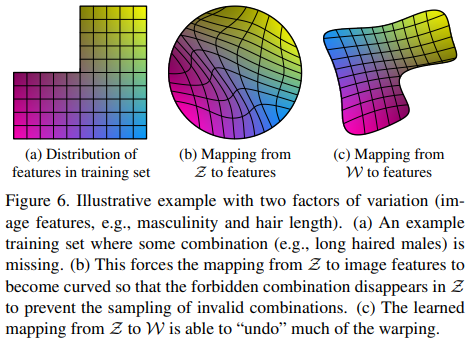 (a) Distribution of
features in training set
(b) Mapping from
𝒵 to features
(c) Mapping from
𝒲 to features
Figure 6. Illustrative example with two factors of variation (im-
age features, e.g., masculinity and hair length). (a) An example
training set where some combination (e.g., long haired males) is
missing. (b) This forces the mapping from 𝒵 to image features to
become curved so that the forbidden combination disappears in 𝒵
to prevent the sampling of invalid combinations. (c) The learned
mapping from 𝒵 to 𝒲 is able to “undo” much of the warping.